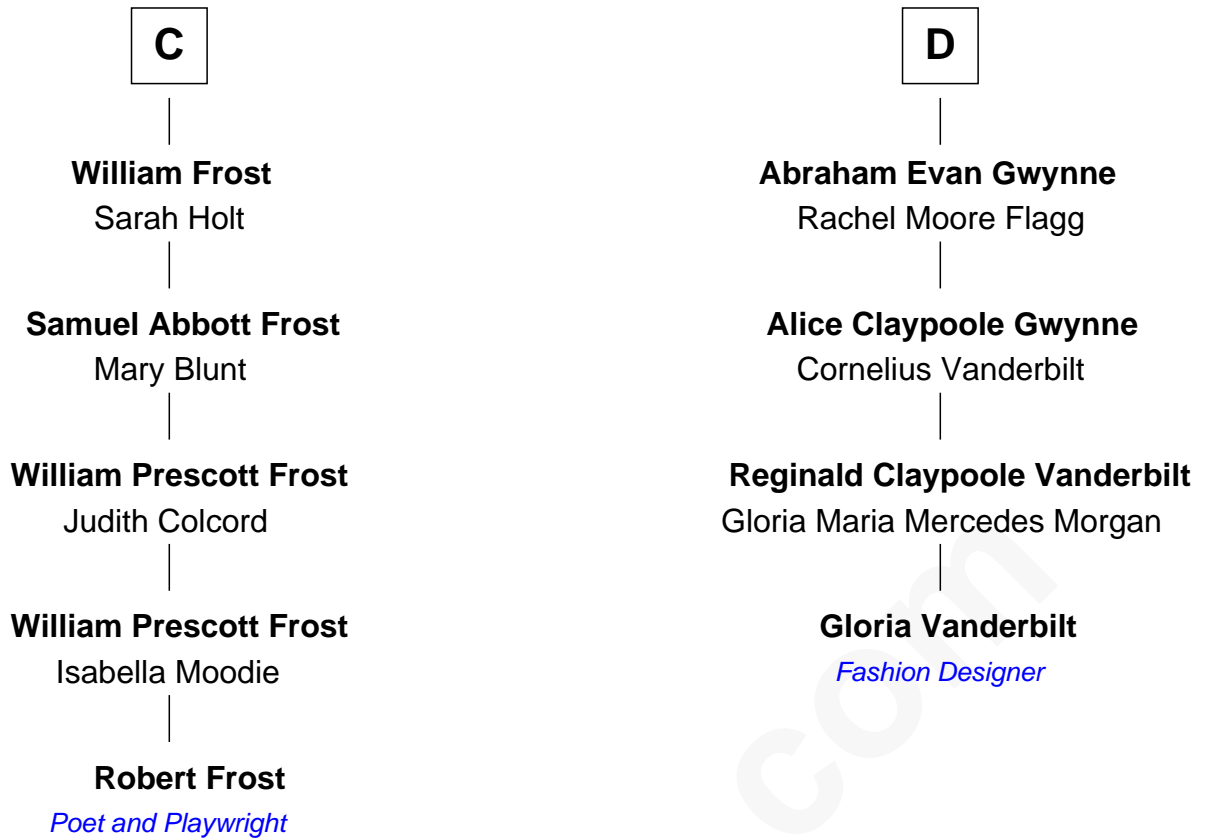 C
William Frost
Sarah Holt
Samuel Abbott Frost
Mary Blunt
William Prescott Frost
Judith Colcord
William Prescott Frost
Isabella Moodie
Robert Frost
Poet and Playwright
D
Abraham Evan Gwynne
Rachel Moore Flagg
Alice Claypoole Gwynne
Cornelius Vanderbilt
Reginald Claypoole Vanderbilt
Gloria Maria Mercedes Morgan
Gloria Vanderbilt
Fashion Designer
com